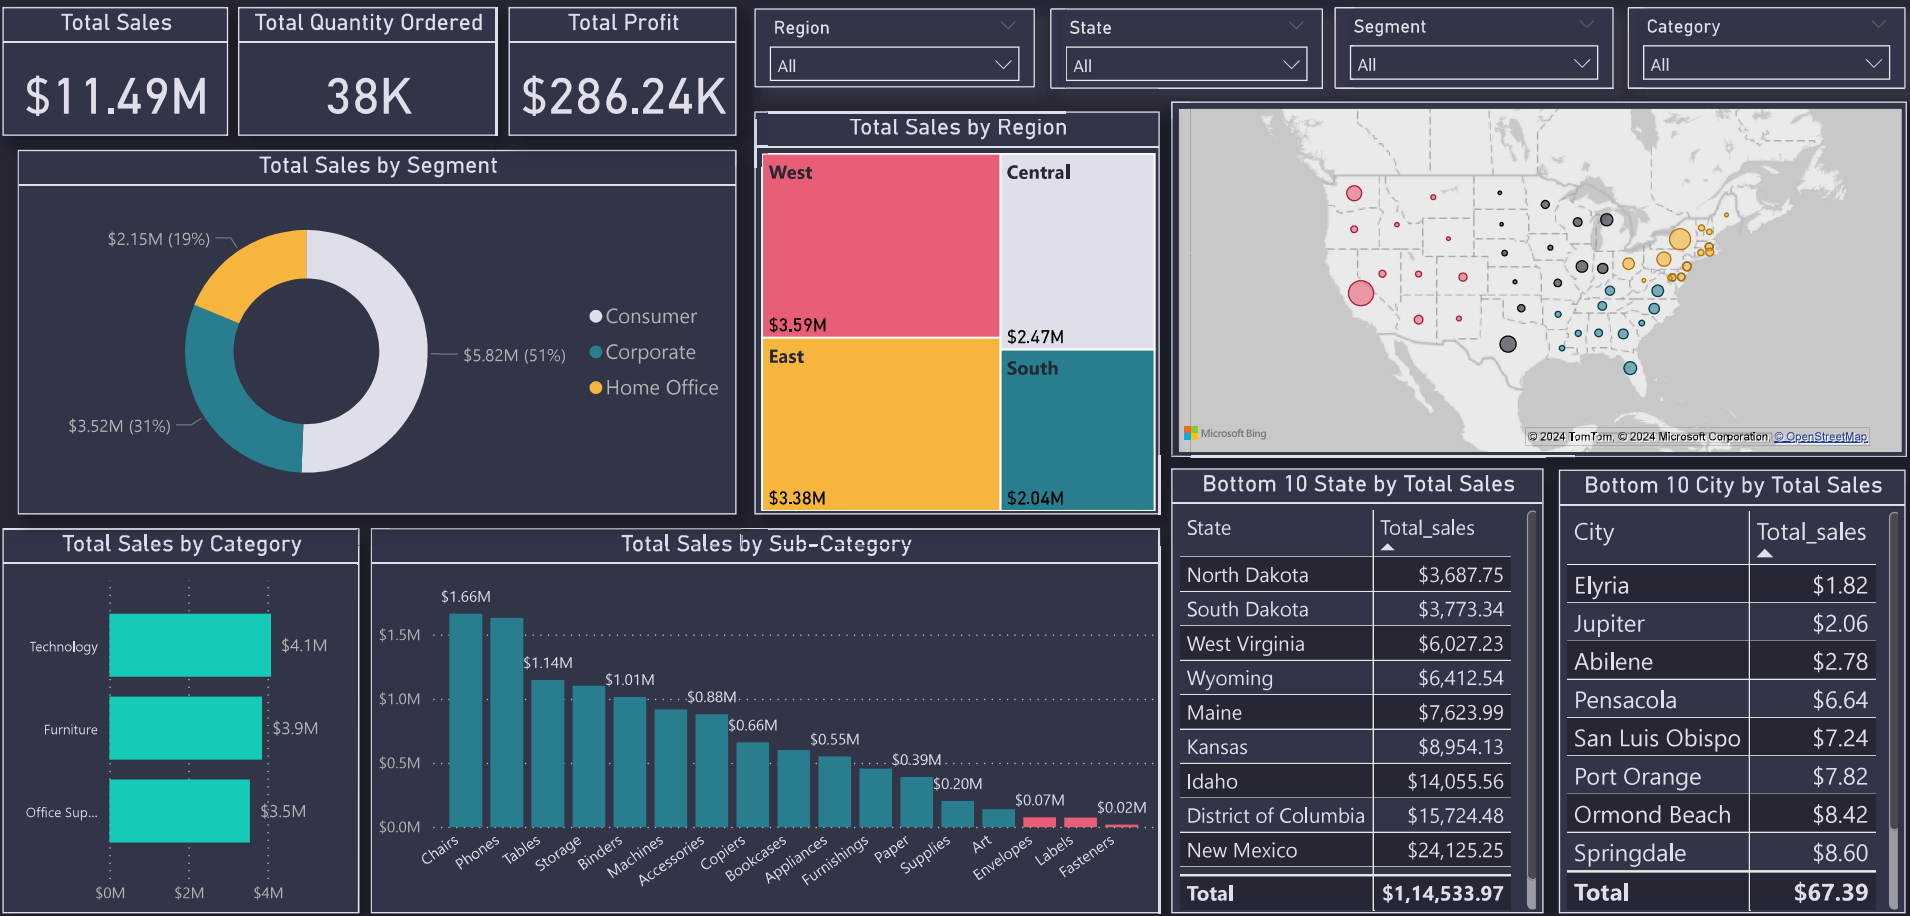 Total Sales
$11.49M
Total Quantity Ordered
38K
Total Profit
$286.24K
Region
All
State
All
Segment
All
Category
All
Total Sales by Segment
$2.15M (19%)
$5.82M (51%)
$3.52M (31%)
Consumer
Corporate
Home Office
Total Sales by Region
West
$3.59M
Central
$2.47M
East
$3.38M
South
$2.04M
Microsoft Bing
© 2024 TomTom, © 2024 Microsoft Corporation, © OpenStreetMap
Total Sales by Category
Technology
$4.1M
Furniture
$3.9M
Office Sup...
$3.5M
$0M $2M $4M
Total Sales by Sub-Category
$1.5M
$1.0M
$0.5M
$0.0M
$1.66M
$1.14M
$1.01M
$0.88M
$0.66M
$0.55M
$0.39M
$0.20M
$0.07M
$0.02M
Chairs
Phones
Tables
Storage
Binders
Machines
Accessories
Copiers
Bookcases
Appliances
Furnishings
Paper
Supplies
Art
Envelopes
Labels
Fasteners
Bottom 10 State by Total Sales
State Total_sales
North Dakota $3,687.75
South Dakota $3,773.34
West Virginia $6,027.23
Wyoming $6,412.54
Maine $7,623.99
Kansas $8,954.13
Idaho $14,055.56
District of Columbia $15,724.48
New Mexico $24,125.25
Total $1,14,533.97
Bottom 10 City by Total Sales
City Total_sales
Elyria $1.82
Jupiter $2.06
Abilene $2.78
Pensacola $6.64
San Luis Obispo $7.24
Port Orange $7.82
Ormond Beach $8.42
Springdale $8.60
Total $67.39